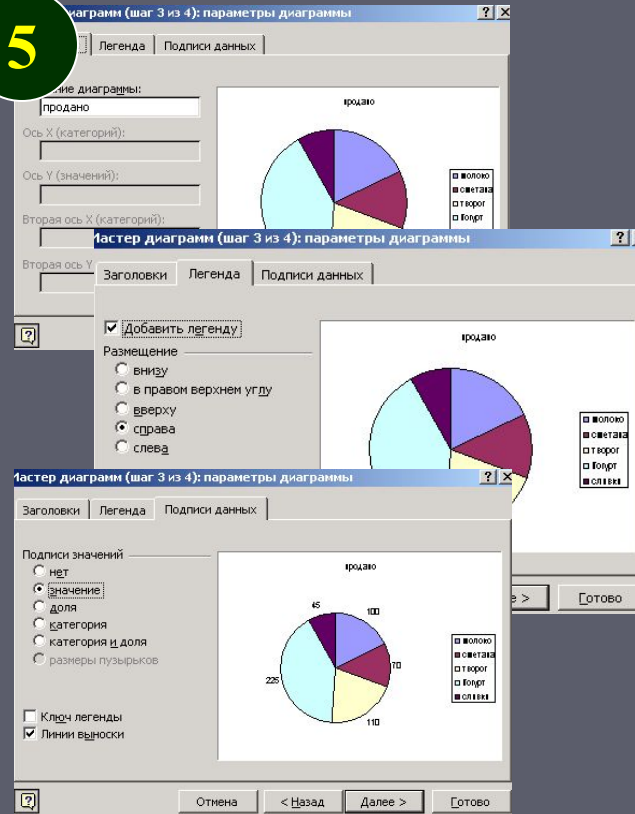 5
иаграмм (шаг 3 из 4): параметры диаграммы
Легенда
Подписи данных
ние диаграммы:
продано
Ось X (категорий):
Ось Y (значений):
Вторая ось X (категорий):
Вторая ось Y
продано
молоко
сметана
творог
йогурт
Мастер диаграмм (шаг 3 из 4): параметры диаграммы
Заголовки
Легенда
Подписи данных
Добавить легенду
Размещение
внизу
в правом верхнем углу
вверху
справа
слева
продано
молоко
сметана
творог
йогурт
сливки
е >
Готово
Мастер диаграмм (шаг 3 из 4): параметры диаграммы
Заголовки
Легенда
Подписи данных
Подписи значений
нет
значение
доля
категория
категория и доля
размеры пузырьков
Ключ легенды
Линии выноски
продано
45
100
70
225
110
молоко
сметана
творог
йогурт
сливки
Отмена
< Назад
Далее >
Готово